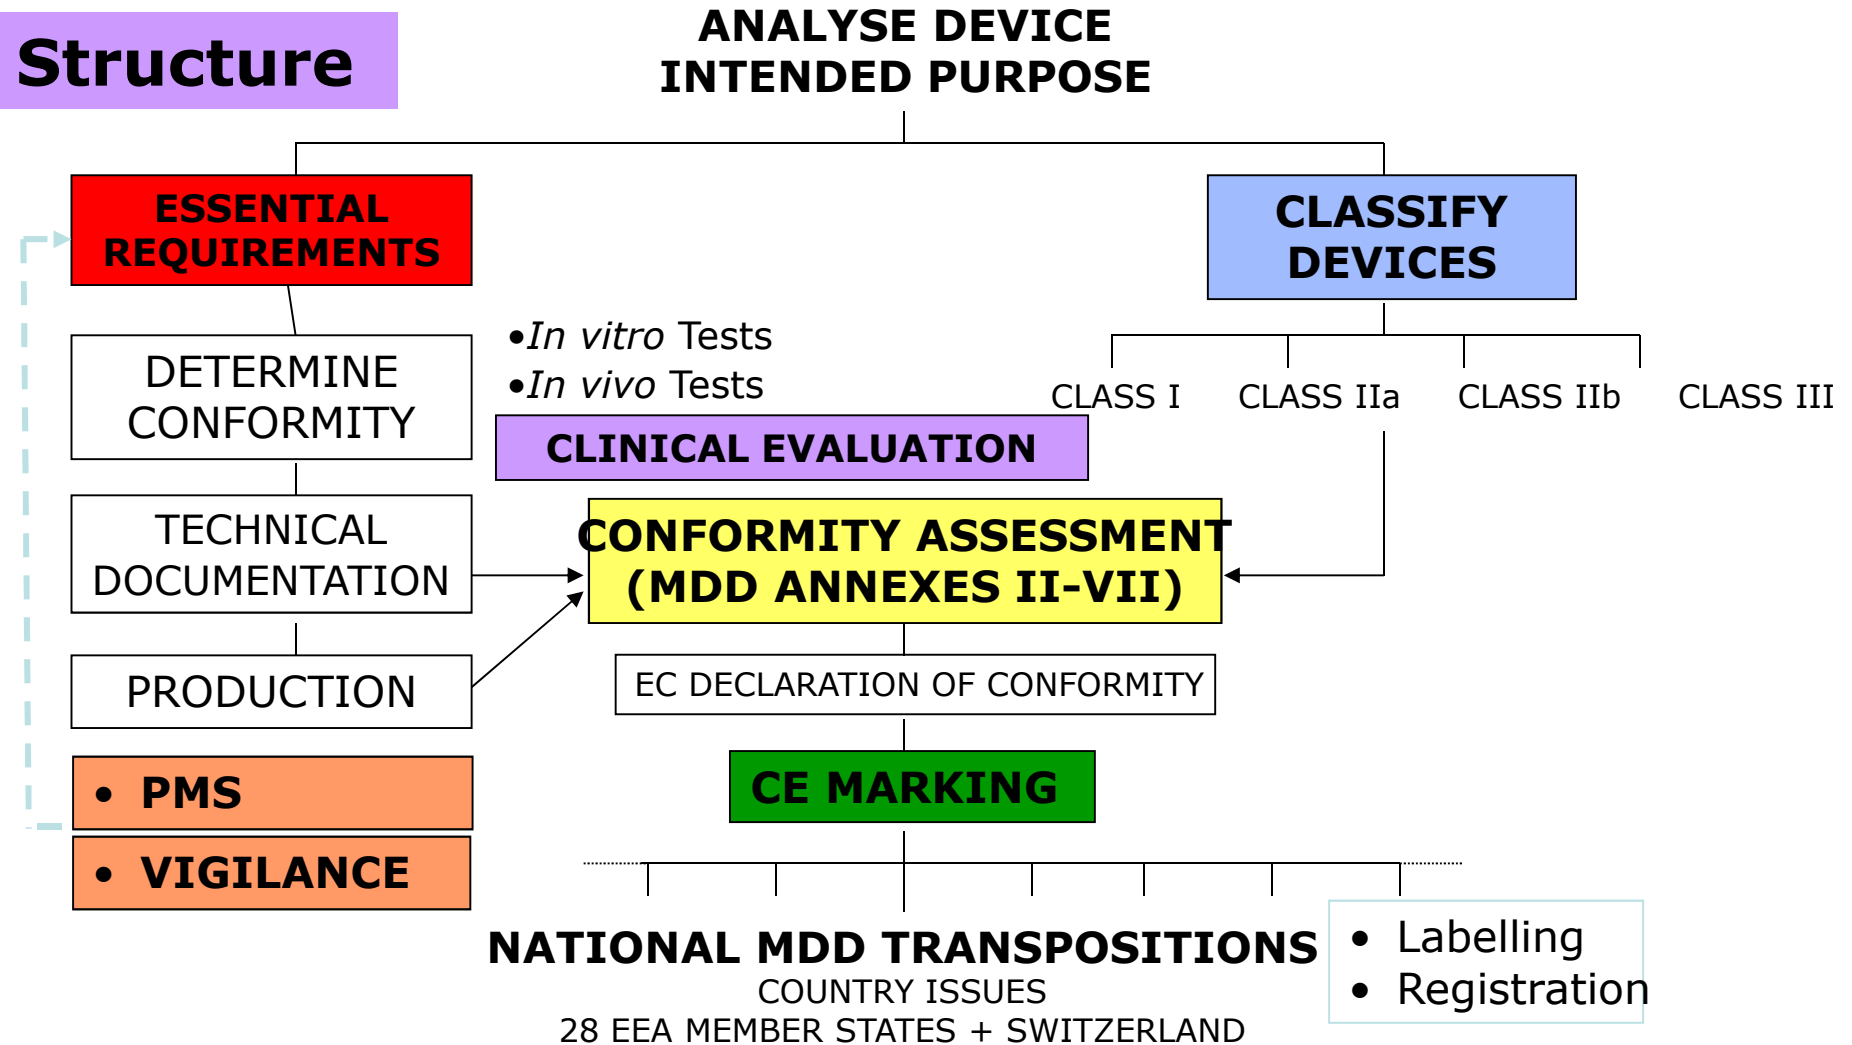 Structure
ANALYSE DEVICE
INTENDED PURPOSE
ESSENTIAL
REQUIREMENTS
CLASSIFY
DEVICES
DETERMINE
CONFORMITY
•In vitro Tests
•In vivo Tests
CLASS I
CLASS IIa
CLASS IIb
CLASS III
CLINICAL EVALUATION
TECHNICAL
DOCUMENTATION
CONFORMITY ASSESSMENT
(MDD ANNEXES II–VII)
PRODUCTION
EC DECLARATION OF CONFORMITY
• PMS
CE MARKING
• VIGILANCE
NATIONAL MDD TRANSPOSITIONS
COUNTRY ISSUES
28 EEA MEMBER STATES + SWITZERLAND
• Labelling
• Registration